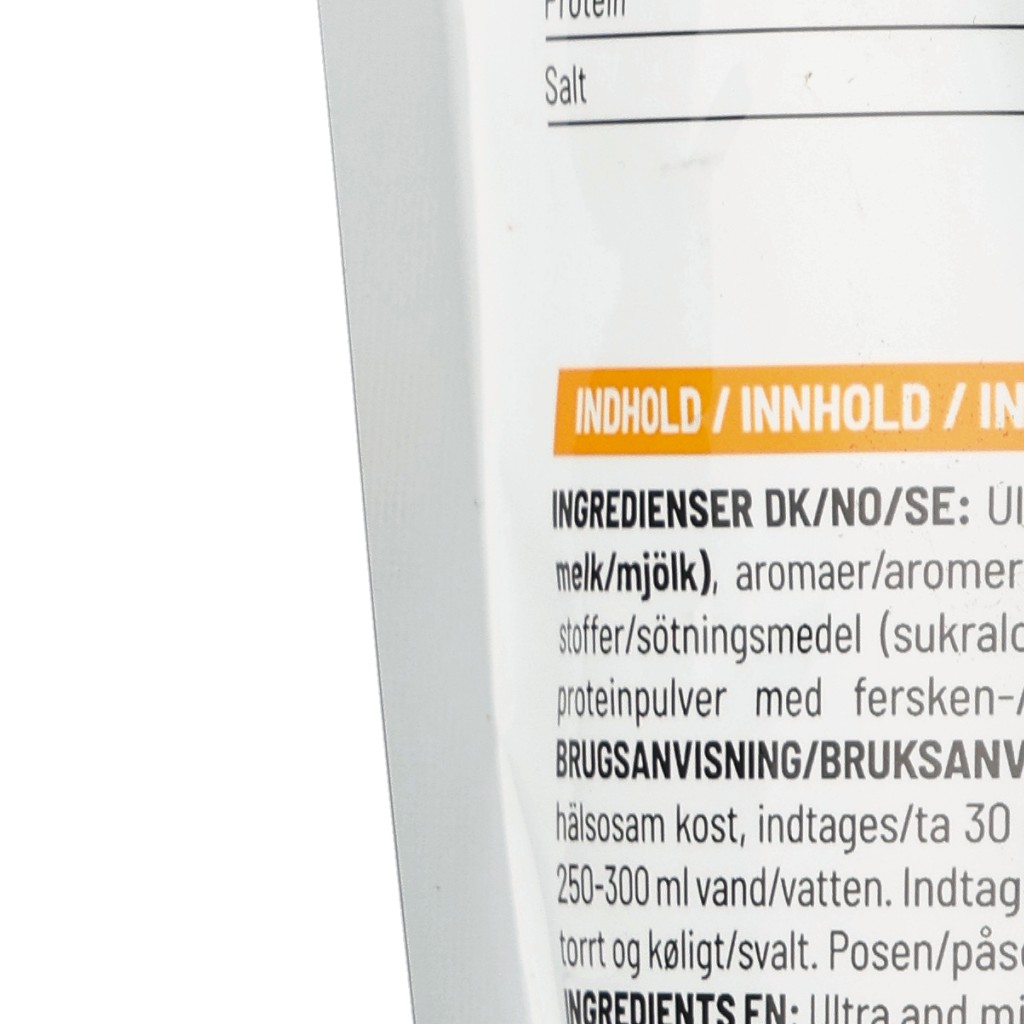 Protein
Salt
INDHOLD / INNHOLD / IN
INGREDIENSER DK/NO/SE: Ul
melk/mjölk), aromaer/aromer
stoffer/sötningsmedel (sukralo
proteinpulver med fersken-/
BRUGSANVISNING/BRUKSANV
hälsosam kost, indtages/ta 30
250-300 ml vand/vatten. Indtag
torrt og køligt/svalt. Posen/påse
INGREDIENTS EN: Ultra and mi